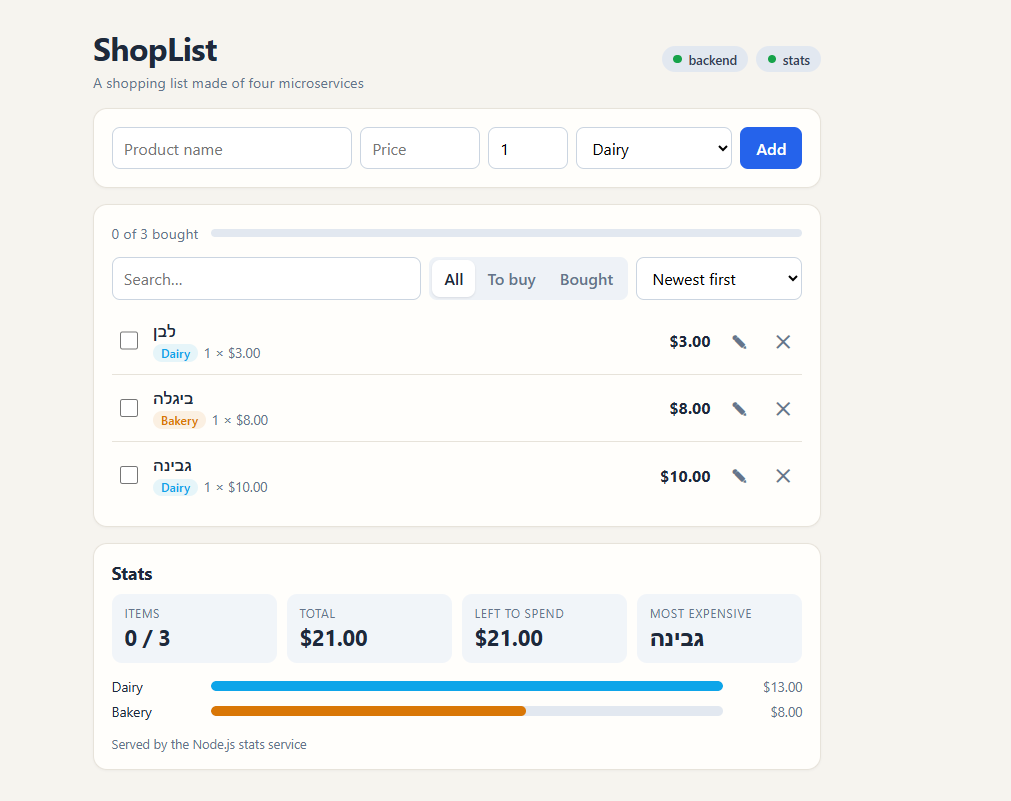 ShopList
backend
stats
A shopping list made of four microservices
Product name
Price
1
Dairy
Add
0 of 3 bought
Search...
All
To buy
Bought
Newest first
לבן
$3.00
Dairy
1 × $3.00
ביגלה
$8.00
Bakery
1 × $8.00
גבינה
$10.00
Dairy
1 × $10.00
Stats
ITEMS
0 / 3
TOTAL
$21.00
LEFT TO SPEND
$21.00
MOST EXPENSIVE
גבינה
Dairy
$13.00
Bakery
$8.00
Served by the Node.js stats service